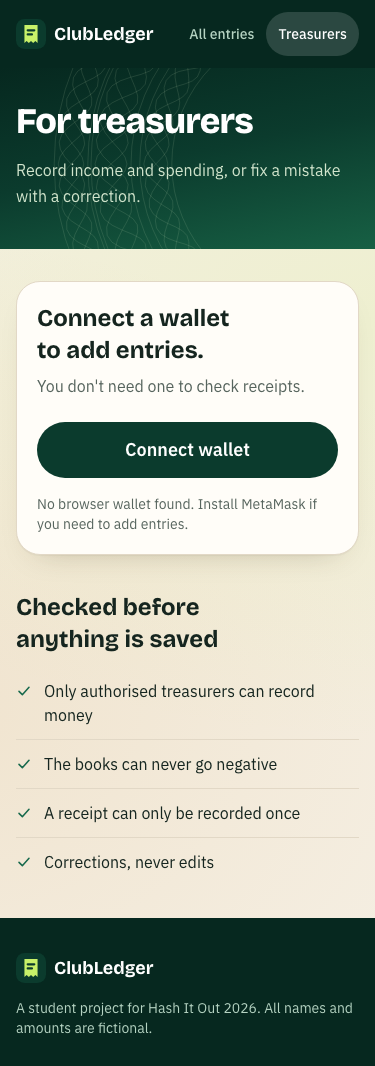 ClubLedger
All entries
Treasurers
For treasurers
Record income and spending, or fix a mistake
with a correction.
Connect a wallet
to add entries.
You don't need one to check receipts.
Connect wallet
No browser wallet found. Install MetaMask if
you need to add entries.
Checked before
anything is saved
Only authorised treasurers can record
money
The books can never go negative
A receipt can only be recorded once
Corrections, never edits
ClubLedger
A student project for Hash It Out 2026. All names and
amounts are fictional.